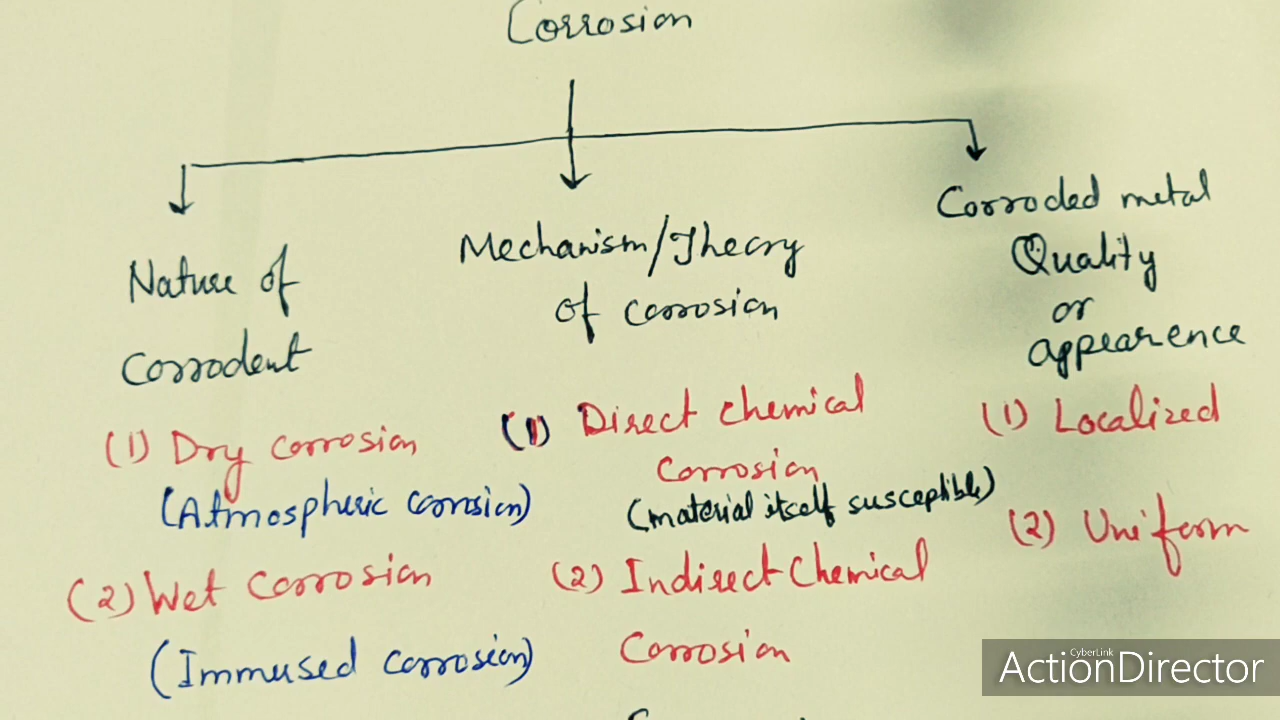 Corrosion
Nature of
Corrodent
(1) Dry corrosion
(Atmospheric corrosion)
(2) Wet Corrosion
(Immused corrosion)
Mechanism/Theory
of corrosion
(1) Direct chemical
corrosion
(material itself susceptible)
(2) Indirect Chemical
Corrosion
Corroded metal
Quality
or
appearence
(1) Localized
(2) Uniform
CyberLink
ActionDirector